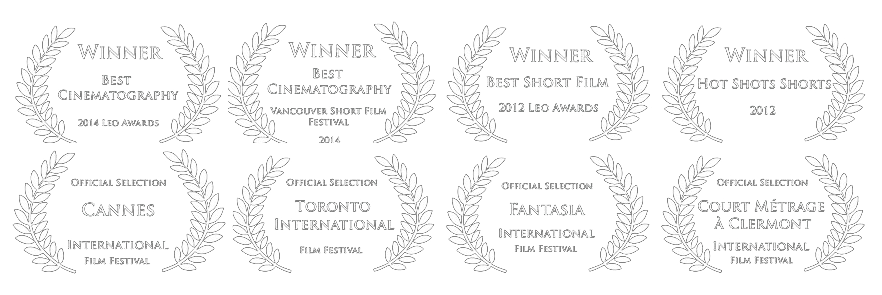 WINNER
BEST
CINEMATOGRAPHY
2014 LEO AWARDS
WINNER
BEST
CINEMATOGRAPHY
VANCOUVER SHORT FILM
FESTIVAL
2014
WINNER
BEST SHORT FILM
2012 LEO AWARDS
WINNER
HOT SHOTS SHORTS
2012
OFFICIAL SELECTION
CANNES
INTERNATIONAL
FILM FESTIVAL
OFFICIAL SELECTION
TORONTO
INTERNATIONAL
FILM FESTIVAL
OFFICIAL SELECTION
FANTASIA
INTERNATIONAL
FILM FESTIVAL
OFFICIAL SELECTION
COURT MÉTRAGE
À CLERMONT
INTERNATIONAL
FILM FESTIVAL